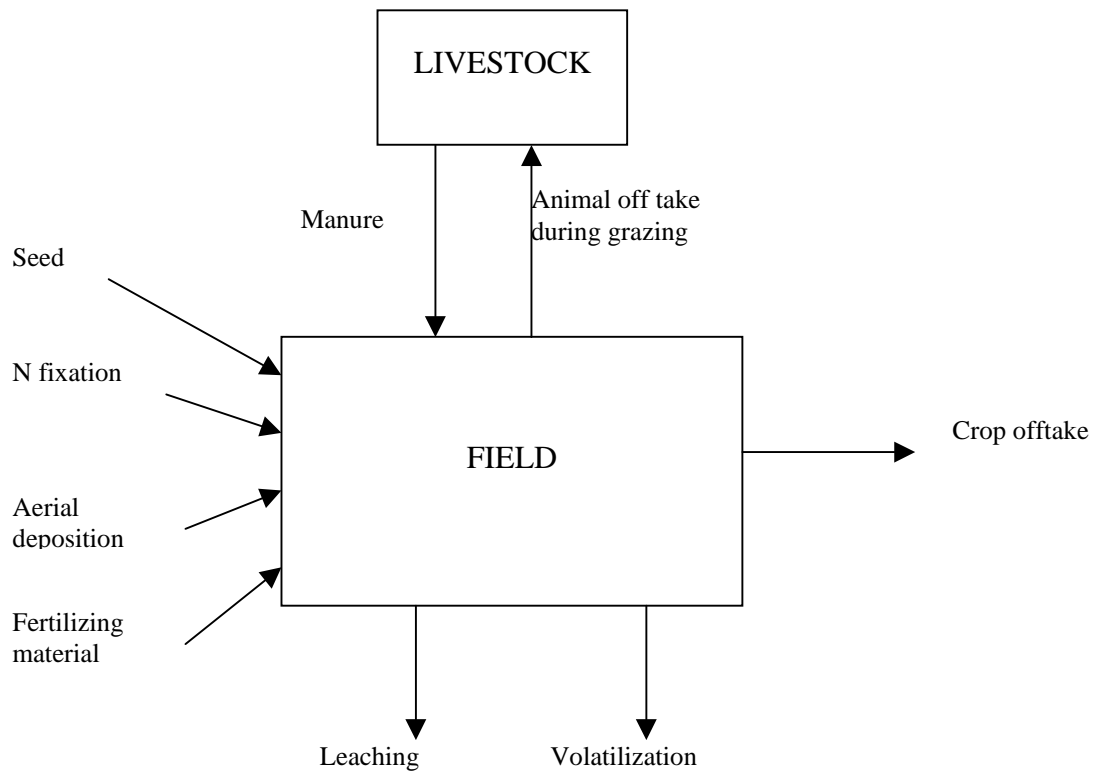 LIVESTOCK
Manure
Animal off take
during grazing
Seed
N fixation
Aerial
deposition
Fertilizing
material
FIELD
Crop offtake
Leaching
Volatilization